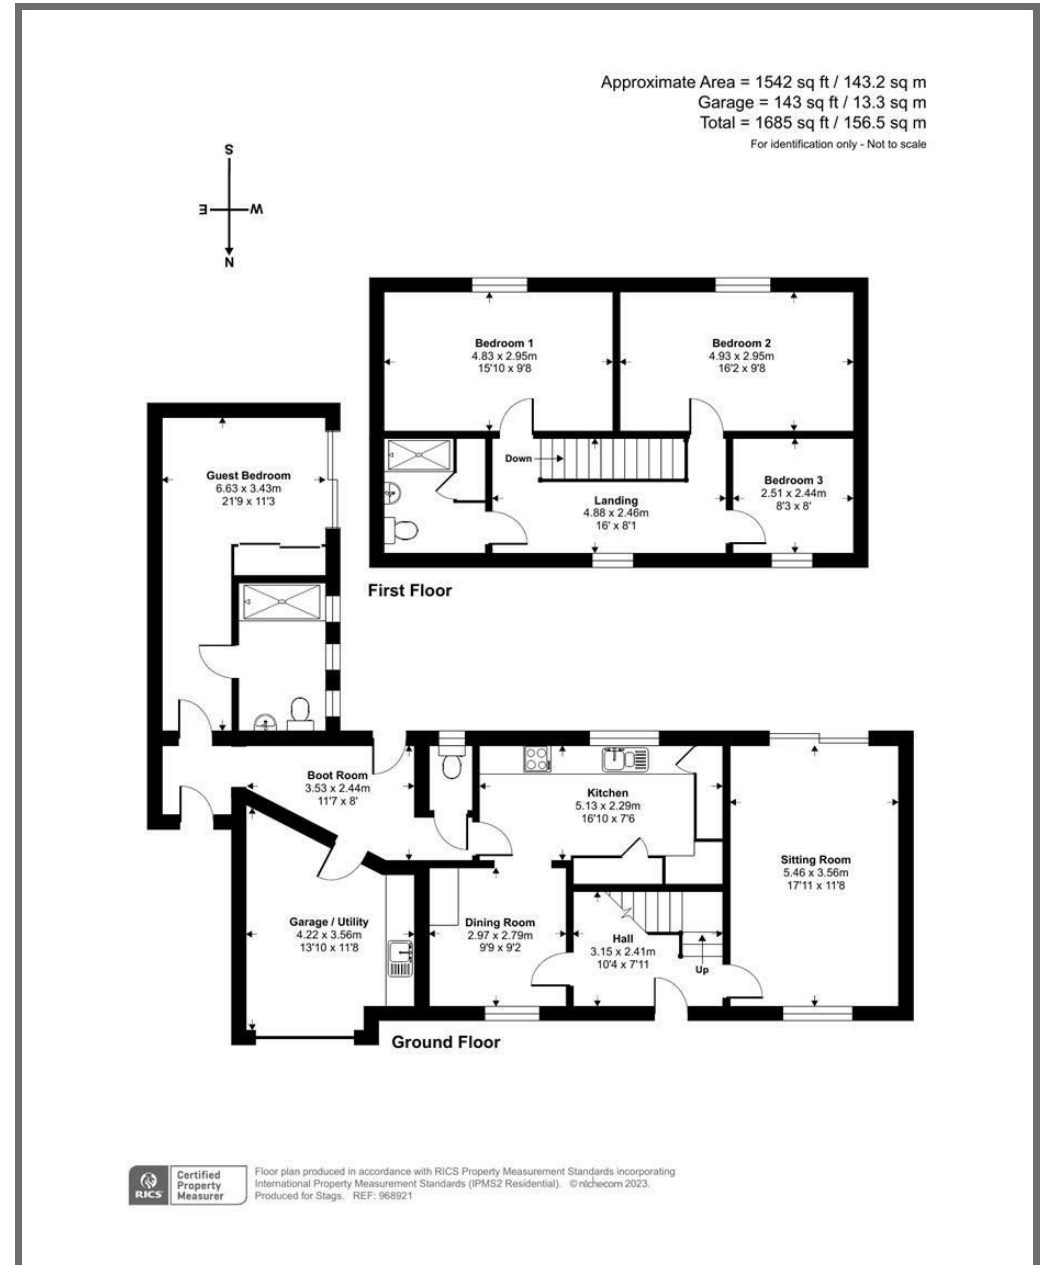 Approximate Area = 1542 sq ft / 143.2 sq m
Garage = 143 sq ft / 13.3 sq m
Total = 1685 sq ft / 156.5 sq m
For identification only - Not to scale
S
E
W
N
Bedroom 1
4.83 x 2.95m
15'10 x 9'8
Bedroom 2
4.93 x 2.95m
16'2 x 9'8
Down
Landing
4.88 x 2.46m
16' x 8'1
Bedroom 3
2.51 x 2.44m
8'3 x 8'
First Floor
Guest Bedroom
6.63 x 3.43m
21'9 x 11'3
Boot Room
3.53 x 2.44m
11'7 x 8'
Kitchen
5.13 x 2.29m
16'10 x 7'6
Sitting Room
5.46 x 3.56m
17'11 x 11'8
Garage / Utility
4.22 x 3.56m
13'10 x 11'8
Dining Room
2.97 x 2.79m
9'9 x 9'2
Hall
3.15 x 2.41m
10'4 x 7'11
Up
Ground Floor
RICS
Certified
Property
Measurer
Floor plan produced in accordance with RICS Property Measurement Standards incorporating
International Property Measurement Standards (IPMS2 Residential). © nichecom 2023.
Produced for Stags. REF: 968921